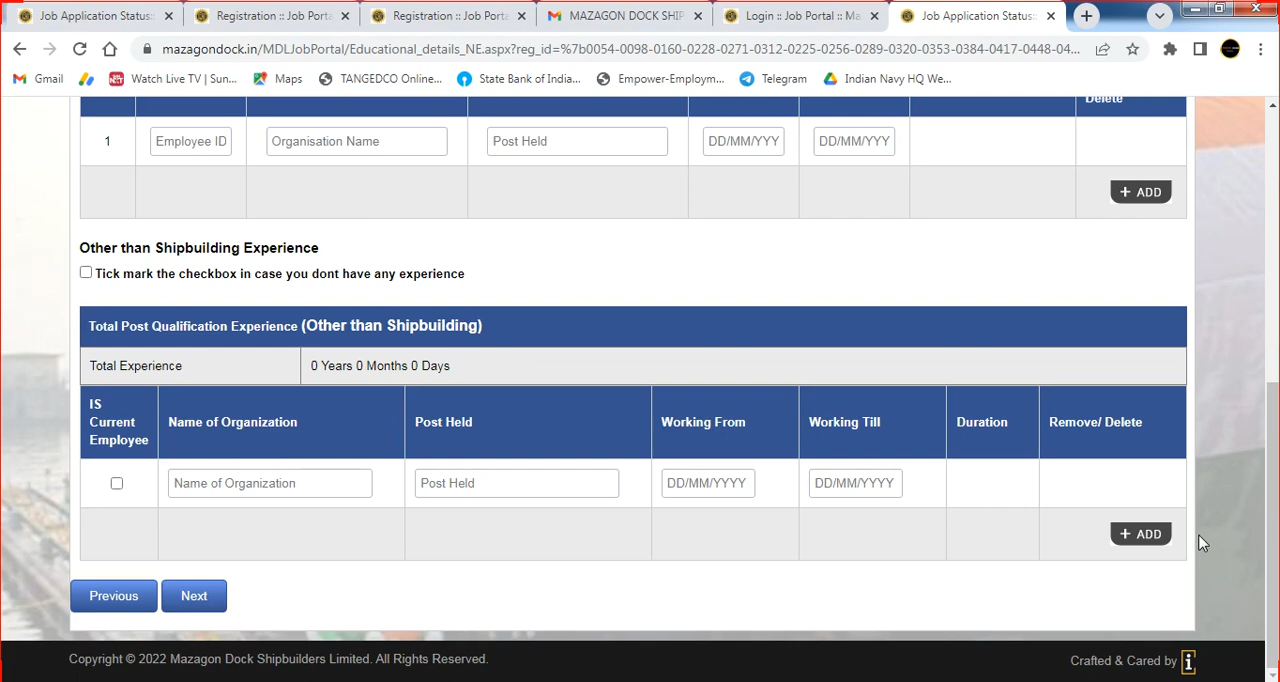 Job Application Status:
Registration :: Job Porta
Registration :: Job Porta
MAZAGON DOCK SHIP
Login :: Job Portal :: Ma
Job Application Status:
mazagondock.in/MDLJobPortal/Educational_details_NE.aspx?reg_id=%7b0054-0098-0160-0228-0271-0312-0225-0256-0289-0320-0353-0384-0417-0448-04...
Gmail
Watch Live TV | Sun...
Maps
TANGEDCO Online...
State Bank of India...
Empower-Employm...
Telegram
Indian Navy HQ We...
Delete
1 Employee ID Organisation Name Post Held DD/MM/YYY DD/MM/YYY
+ ADD
Other than Shipbuilding Experience
Tick mark the checkbox in case you dont have any experience
Total Post Qualification Experience (Other than Shipbuilding)
Total Experience 0 Years 0 Months 0 Days
IS Current Employee Name of Organization Post Held Working From Working Till Duration Remove/ Delete
Name of Organization Post Held DD/MM/YYYY DD/MM/YYYY
+ ADD
Previous Next
Copyright © 2022 Mazagon Dock Shipbuilders Limited. All Rights Reserved.
Crafted & Cared by i